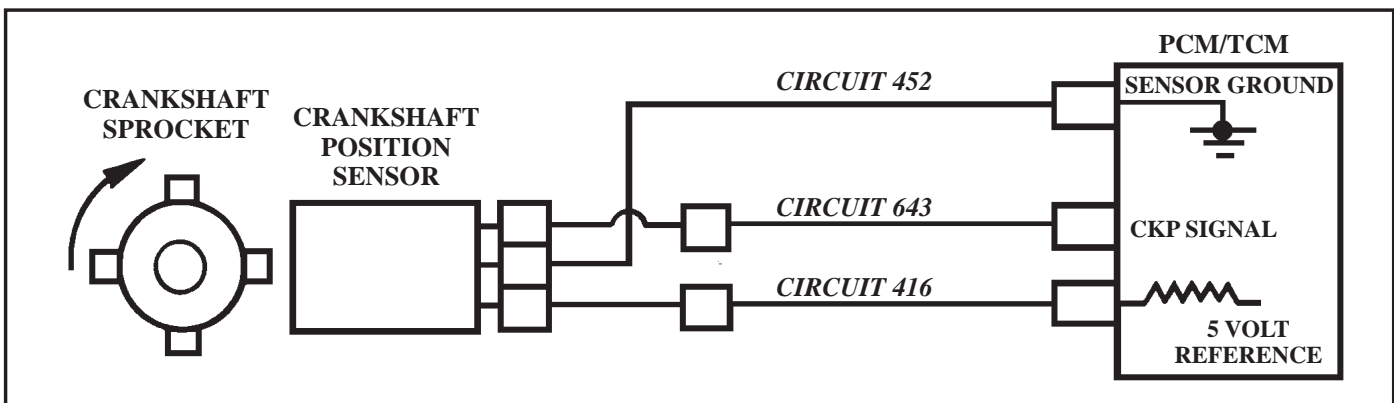 PCM/TCM
CIRCUIT 452
SENSOR GROUND
CRANKSHAFT
SPROCKET
CRANKSHAFT
POSITION
SENSOR
CIRCUIT 643
CKP SIGNAL
CIRCUIT 416
5 VOLT
REFERENCE